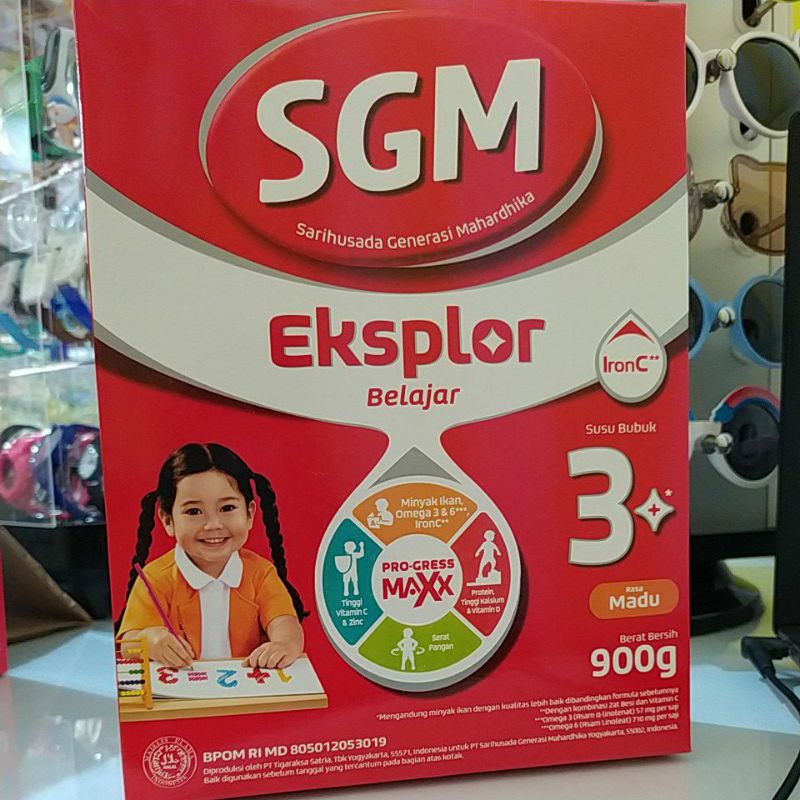 SGM
Sarihusada Generasi Mahardhika
Eksplor
Belajar
IronC**
Susu Bubuk
3+*
Rasa
Madu
Berat Bersih
900g
Minyak Ikan,
Omega 3 & 6***,
IronC**
PRO-GRESS
MAXX
Tinggi
Vitamin C
& Zinc
Protein,
Tinggi Kalsium
& Vitamin D
Serat
Pangan
1 2
3
*Mengandung minyak ikan dengan kualitas lebih baik dibandingkan formula sebelumnya
**Dengan kombinasi Zat Besi dan Vitamin C
***Omega 3 (Asam α-linolenat) 57 mg per saji
***Omega 6 (Asam Linoleat) 710 mg per saji
BPOM RI MD 805012053019
Diproduksi oleh PT Tigaraksa Satria, Tbk Yogyakarta, 55571, Indonesia untuk PT Sarihusada Generasi Mahardhika Yogyakarta, 55002, Indonesia.
Baik digunakan sebelum tanggal yang tercantum pada bagian atas kotak.
HALAL